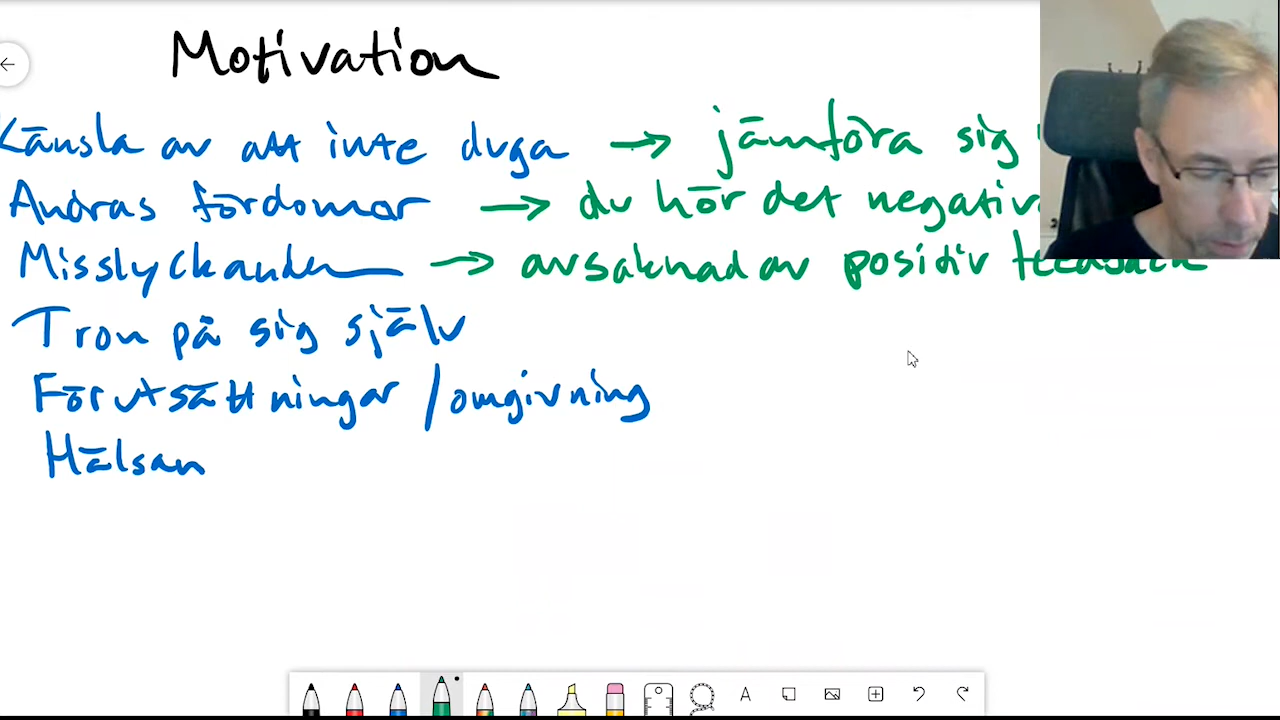 Motivation
Känsla av att inte duga → jämföra sig
Andras fördomar → du hör det negativa
Misslyckanden → avsaknad av positiv feedback
Tron på sig själv
Förutsättningar / omgivning
Hälsan
A